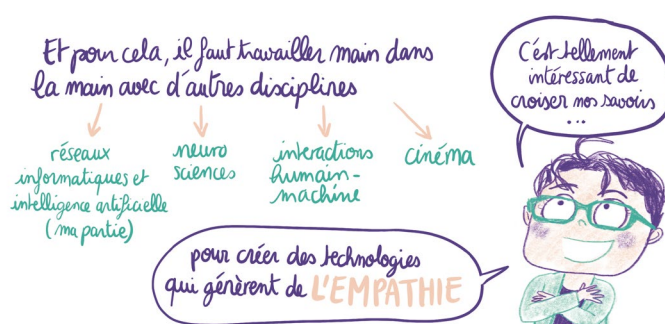 Et pour cela, il faut travailler main dans
la main avec d'autres disciplines
réseaux
informatiques et
intelligence artificielle
(ma partie)
neuro
sciences
interactions
humain-
machine
cinéma
C'est tellement
intéressant de
croiser nos savoirs
...
pour créer des technologies
qui génèrent de L'EMPATHIE